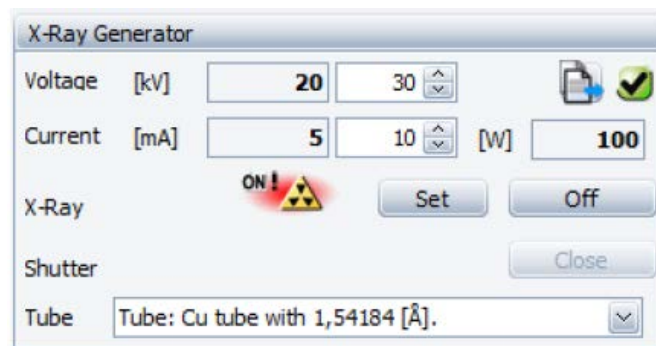 X-Ray Generator
Voltage [kV] 20 30
Current [mA] 5 10 [W] 100
ON!
X-Ray Set Off
Shutter Close
Tube Tube: Cu tube with 1,54184 [Å].